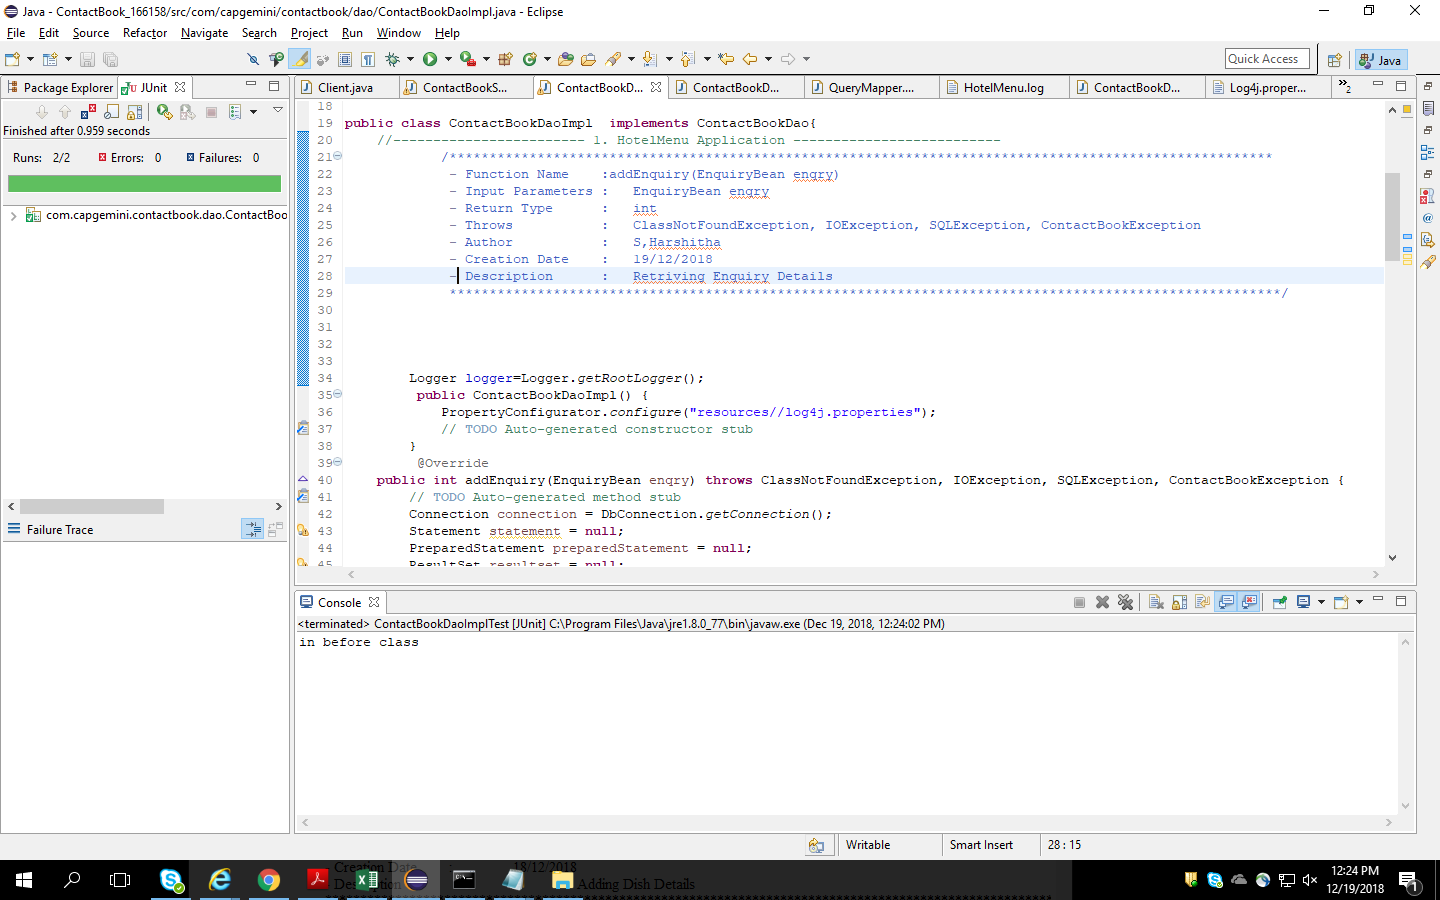 Java - ContactBook_166158/src/com/capgemini/contactbook/dao/ContactBookDaoImpl.java - Eclipse
File Edit Source Refactor Navigate Search Project Run Window Help
Quick Access
Java
Package Explorer JUnit
Finished after 0.959 seconds
Runs: 2/2 Errors: 0 Failures: 0
com.capgemini.contactbook.dao.ContactBoo
Failure Trace
Client.java ContactBookS... ContactBookD... ContactBookD... QueryMapper.... HotelMenu.log ContactBookD... Log4j.proper... »2
18
19 public class ContactBookDaoImpl  implements ContactBookDao{
20 //------------------------ 1. HotelMenu Application --------------------------
21 /*******************************************************************************************************
22 - Function Name    :addEnquiry(EnquiryBean enqry)
23 - Input Parameters :   EnquiryBean enqry
24 - Return Type      :   int
25 - Throws           :   ClassNotFoundException, IOException, SQLException, ContactBookException
26 - Author           :   S,Harshitha
27 - Creation Date    :   19/12/2018
28 - Description      :   Retriving Enquiry Details
29 ********************************************************************************************************/
30
31
32
33
34 Logger logger=Logger.getRootLogger();
35 public ContactBookDaoImpl() {
36 PropertyConfigurator.configure("resources//log4j.properties");
37 // TODO Auto-generated constructor stub
38 }
39 @Override
40 public int addEnquiry(EnquiryBean enqry) throws ClassNotFoundException, IOException, SQLException, ContactBookException {
41 // TODO Auto-generated method stub
42 Connection connection = DbConnection.getConnection();
43 Statement statement = null;
44 PreparedStatement preparedStatement = null;
45 ResultSet resultset = null;
Console
<terminated> ContactBookDaoImplTest [JUnit] C:\Program Files\Java\jre1.8.0_77\bin\javaw.exe (Dec 19, 2018, 12:24:02 PM)
in before class
Writable Smart Insert 28 : 15
Creation Date 18/12/2018
Description Adding Dish Details
12:24 PM
12/19/2018
1